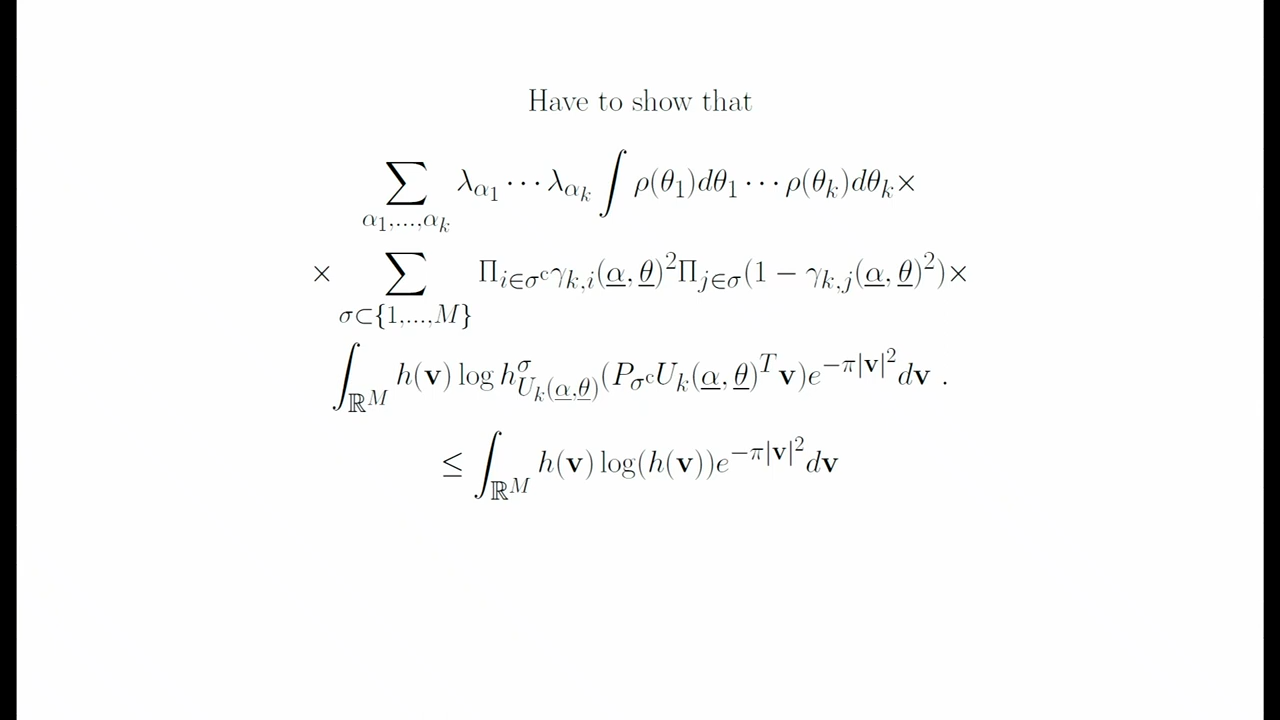 Have to show that
$\sum_{\alpha_1,\ldots,\alpha_k} \lambda_{\alpha_1} \cdots \lambda_{\alpha_k} \int \rho(\theta_1) d\theta_1 \cdots \rho(\theta_k) d\theta_k \times$
$\times \sum_{\sigma \subset \{1,\ldots,M\}} \Pi_{i \in \sigma^c} \gamma_{k,i}(\underline{\alpha}, \underline{\theta})^2 \Pi_{j \in \sigma} (1 - \gamma_{k,j}(\underline{\alpha}, \underline{\theta})^2) \times$
$\int_{\mathbb{R}^M} h(\mathbf{v}) \log h^{\sigma}_{U_k(\underline{\alpha},\underline{\theta})} (P_{\sigma^c} U_k(\underline{\alpha}, \underline{\theta})^T \mathbf{v}) e^{-\pi|\mathbf{v}|^2} d\mathbf{v} \ .$
$\leq \int_{\mathbb{R}^M} h(\mathbf{v}) \log(h(\mathbf{v})) e^{-\pi|\mathbf{v}|^2} d\mathbf{v}$